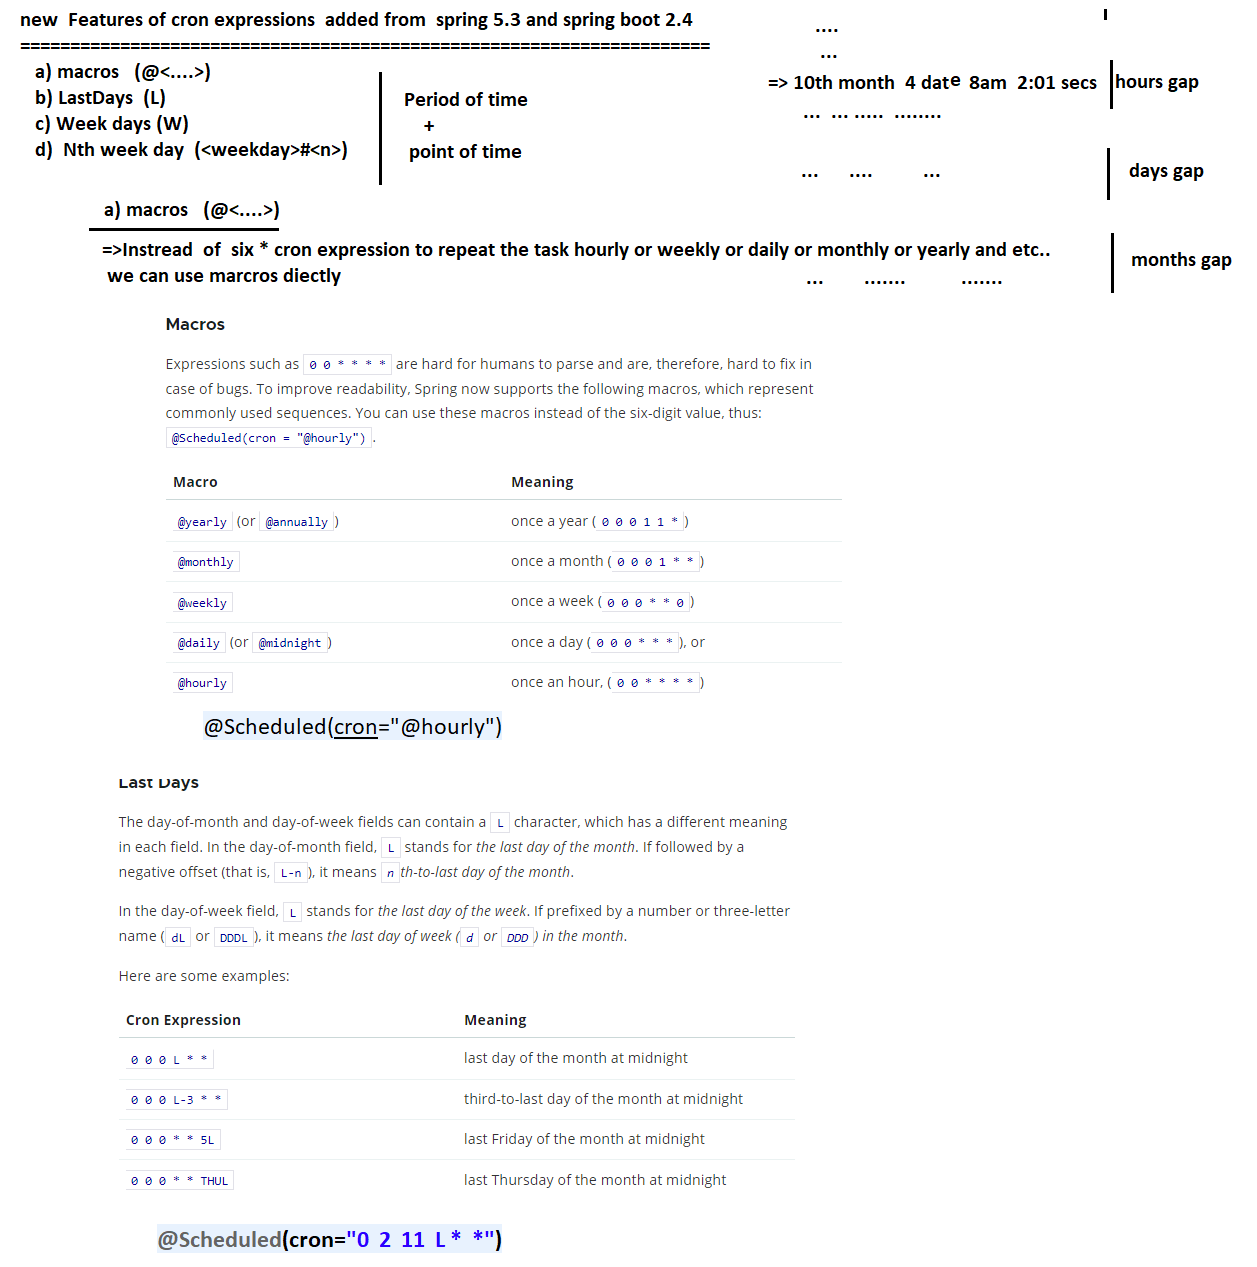 new Features of cron expressions added from spring 5.3 and spring boot 2.4
=====================================================================
a) macros (@<....>)
b) LastDays (L)
c) Week days (W)
d) Nth week day (<weekday>#<n>)
Period of time
+
point of time
....
...
=> 10th month 4 date 8am 2:01 secs
... ... ..... ........
... .... ...
hours gap
days gap
months gap
a) macros (@<....>)
=>Instread of six * cron expression to repeat the task hourly or weekly or daily or monthly or yearly and etc..
we can use marcros diectly
... ....... .......
Macros
Expressions such as 0 0 * * * * are hard for humans to parse and are, therefore, hard to fix in
case of bugs. To improve readability, Spring now supports the following macros, which represent
commonly used sequences. You can use these macros instead of the six-digit value, thus:
@Scheduled(cron = "@hourly") .
Macro Meaning
@yearly (or @annually ) once a year ( 0 0 0 1 1 * )
@monthly once a month ( 0 0 0 1 * * )
@weekly once a week ( 0 0 0 * * 0 )
@daily (or @midnight ) once a day ( 0 0 0 * * * ), or
@hourly once an hour, ( 0 0 * * * * )
@Scheduled(cron="@hourly")
Last Days
The day-of-month and day-of-week fields can contain a L character, which has a different meaning
in each field. In the day-of-month field, L stands for the last day of the month. If followed by a
negative offset (that is, L-n ), it means n th-to-last day of the month.
In the day-of-week field, L stands for the last day of the week. If prefixed by a number or three-letter
name ( dL or DDDL ), it means the last day of week ( d or DDD ) in the month.
Here are some examples:
Cron Expression Meaning
0 0 0 L * * last day of the month at midnight
0 0 0 L-3 * * third-to-last day of the month at midnight
0 0 0 * * 5L last Friday of the month at midnight
0 0 0 * * THUL last Thursday of the month at midnight
@Scheduled(cron="0 2 11 L * *")